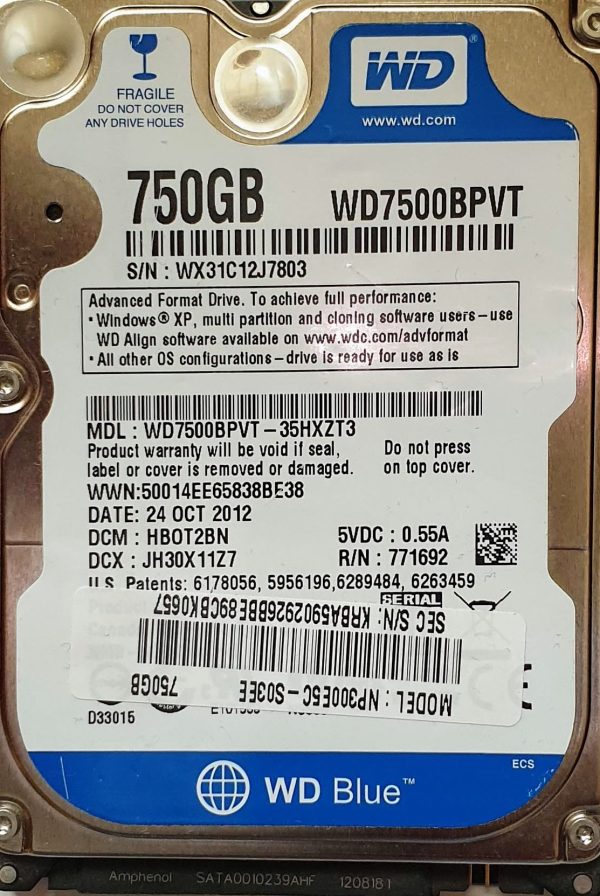 FRAGILE
DO NOT COVER
ANY DRIVE HOLES
WD®
www.wd.com
750GB WD7500BPVT
S/N : WX31C12J7803
Advanced Format Drive. To achieve full performance:
• Windows® XP, multi partition and cloning software users – use
WD Align software available on www.wdc.com/advformat
• All other OS configurations – drive is ready for use as is
MDL : WD7500BPVT – 35HXZT3
Product warranty will be void if seal, Do not press
label or cover is removed or damaged. on top cover.
WWN:50014EE65838BE38
DATE: 24 OCT 2012
DCM : HBOT2BN 5VDC : 0.55A
DCX : JH30X11Z7 R/N : 771692
U.S. Patents: 6178056, 5956196,6289484, 6263459
SERIAL
MODEL : NP300E5C-S03EE 750GB
SEC S/N: KRBAS902926BBE89CBK0657
D33015
ECS
WD Blue™
Amphenol SATA0010239AHF 1208181